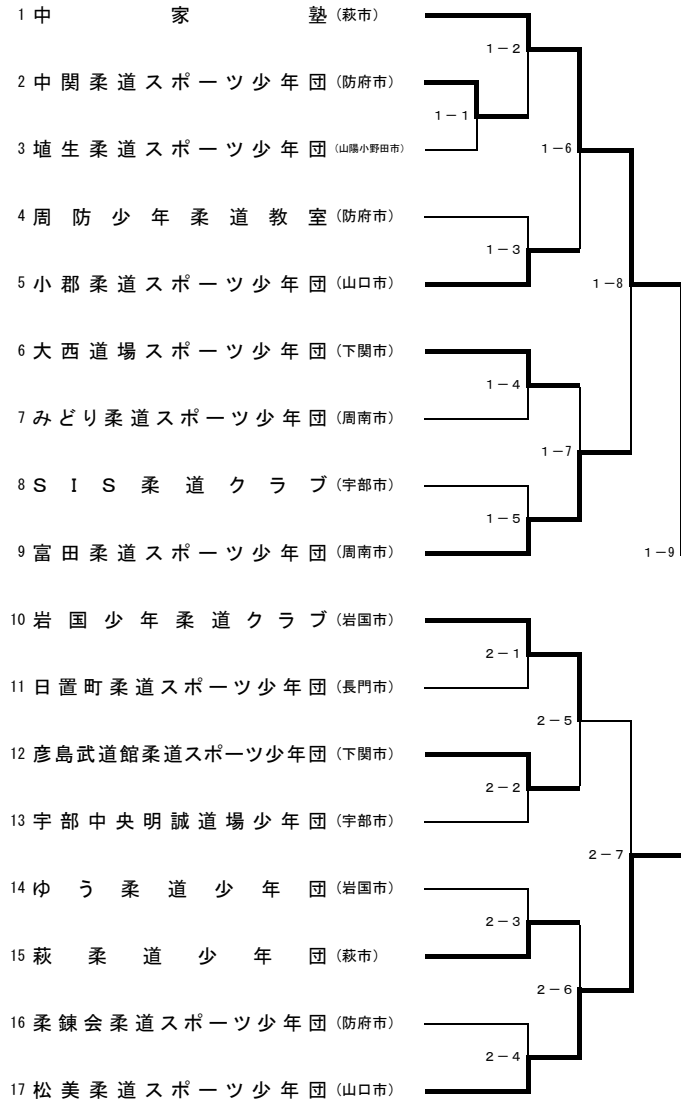 1 中家塾 (萩市)
1－2
2 中関柔道スポーツ少年団 (防府市)
1－1
3 埴生柔道スポーツ少年団 (山陽小野田市)
1－6
4 周防少年柔道教室 (防府市)
1－3
5 小郡柔道スポーツ少年団 (山口市)
1－8
6 大西道場スポーツ少年団 (下関市)
1－4
7 みどり柔道スポーツ少年団 (周南市)
1－7
8 ＳＩＳ柔道クラブ (宇部市)
1－5
9 富田柔道スポーツ少年団 (周南市)
1－9
10 岩国少年柔道クラブ (岩国市)
2－1
11 日置町柔道スポーツ少年団 (長門市)
2－5
12 彦島武道館柔道スポーツ少年団 (下関市)
2－2
13 宇部中央明誠道場少年団 (宇部市)
2－7
14 ゆう柔道少年団 (岩国市)
2－3
15 萩柔道少年団 (萩市)
2－6
16 柔錬会柔道スポーツ少年団 (防府市)
2－4
17 松美柔道スポーツ少年団 (山口市)